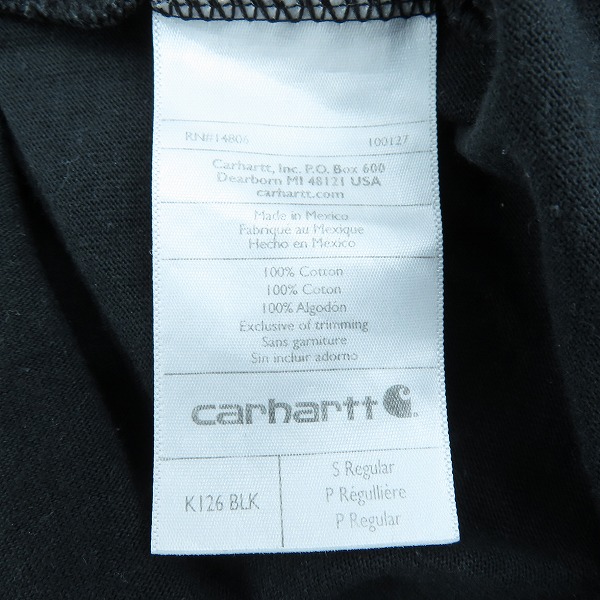 RN#14806 100127
Carhartt, Inc. P.O. Box 600
Dearborn MI 48121 USA
carhartt.com
Made in Mexico
Fabriqué au Mexique
Hecho en Mexico
100% Cotton
100% Coton
100% Algodón
Exclusive of trimming
Sans garniture
Sin incluir adorno
carhartt
K126 BLK
S Regular
P Régullière
P Regular